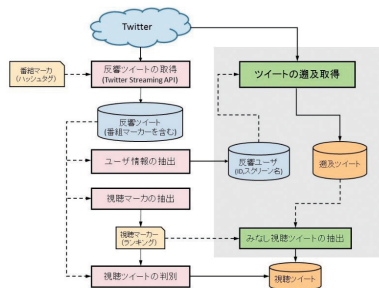 Twitter
番組マーカ
(ハッシュタグ)
反響ツイートの取得
(Twitter Streaming API)
ツイートの遡及取得
反響ツイート
(番組マーカーを含む)
ユーザ情報の抽出
反響ユーザ
(ID,スクリーン名)
遡及ツイート
視聴マーカの抽出
視聴マーカー
(ランキング)
みなし視聴ツイートの抽出
視聴ツイートの判別
視聴ツイート